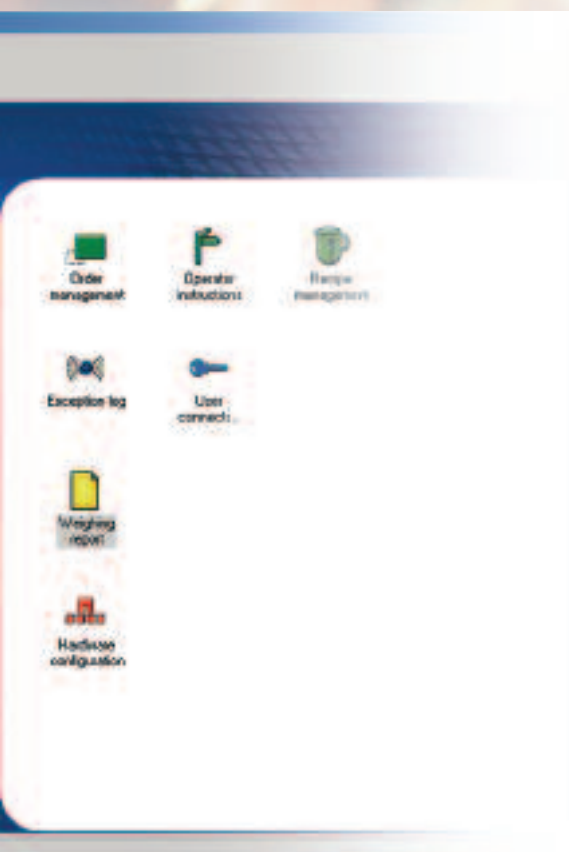 Order
management
Operator
instructions
Recipe
management
Exception log
User
connecti...
Weighing
report
Hardware
configuration